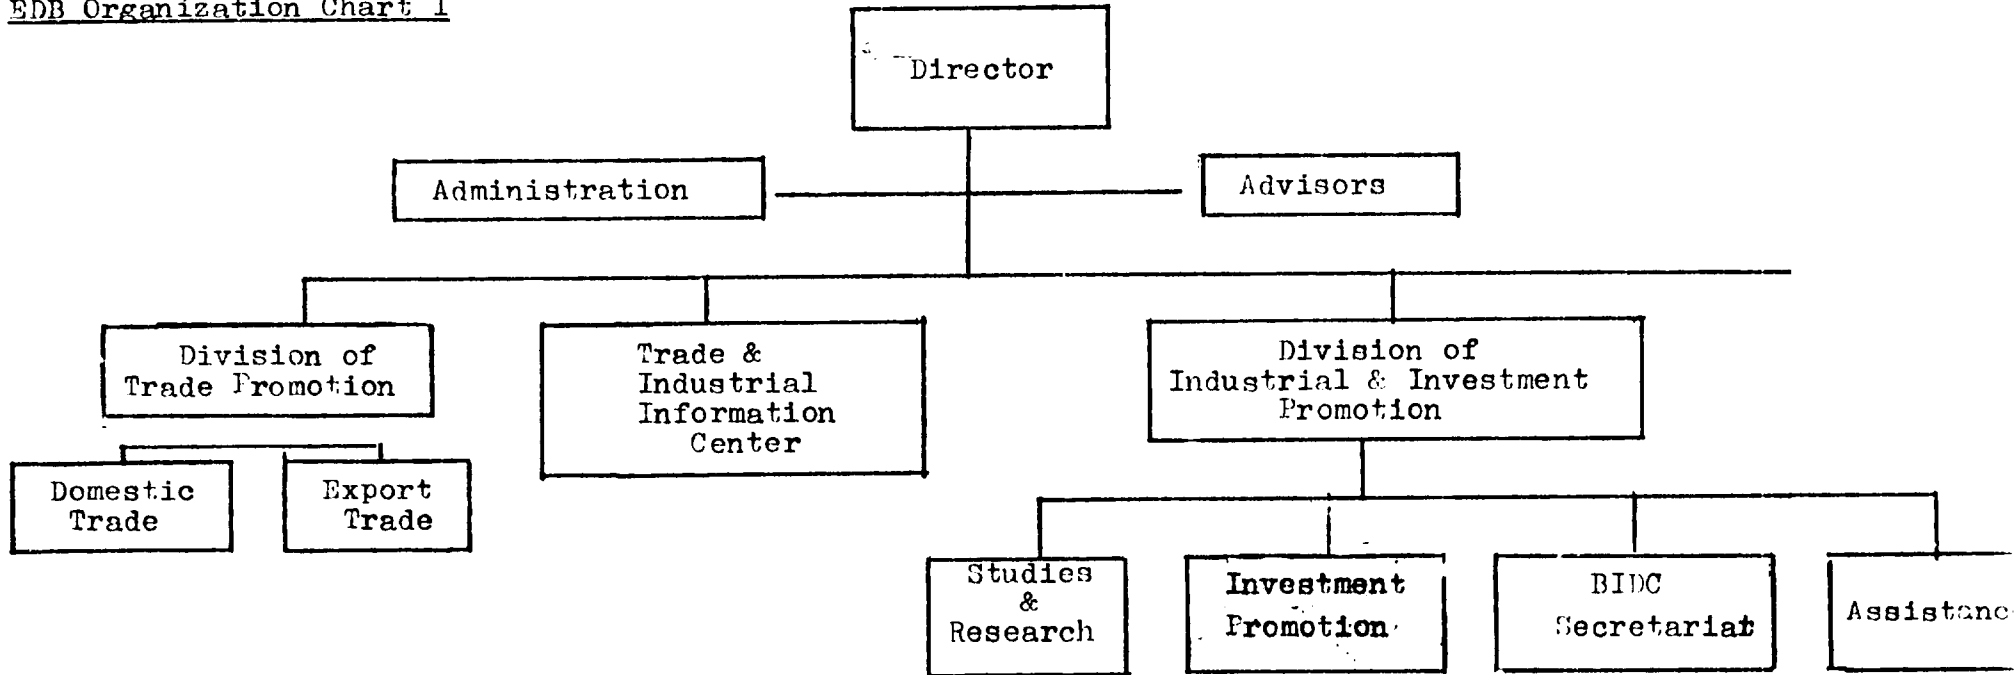 EDB Organization Chart 1
Director
Administration
Advisors
Division of
Trade Promotion
Trade &
Industrial
Information
Center
Division of
Industrial & Investment
Promotion
Domestic
Trade
Export
Trade
Studies
&
Research
Investment
Promotion
BIDC
Secretariat
Assistanc